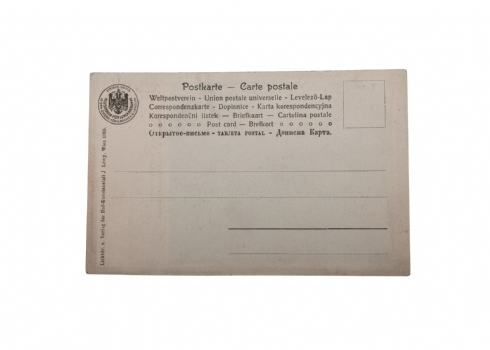 Postkarte — Carte postale
Weltpostverein - Union postale universelle - Levelező-Lap
Correspondenzkarte - Dopisnice - Karta korespondencyjna
Korespondenční listek — Briefkaart — Cartolina postale
Post card — Brefkort
Открытое-письмо - TARJETA POSTAL - Дописна Карта.